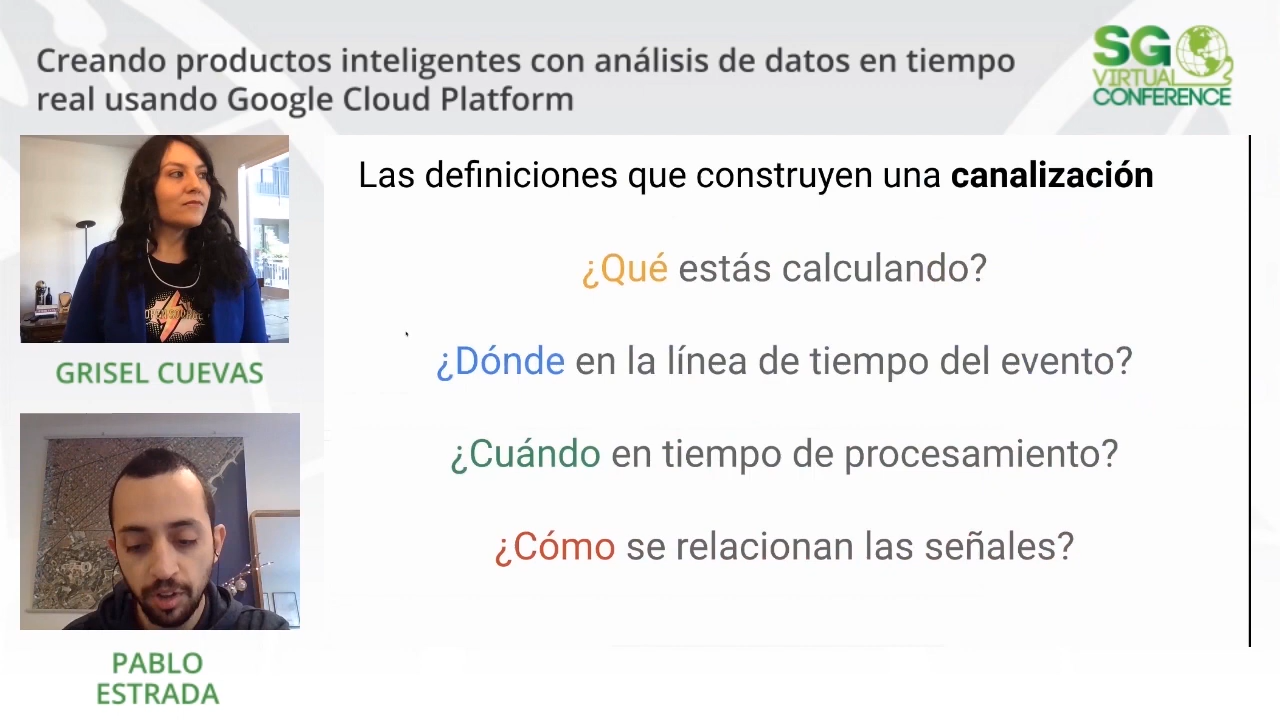 Creando productos inteligentes con análisis de datos en tiempo
real usando Google Cloud Platform
SG
VIRTUAL
CONFERENCE
GRISEL CUEVAS
PABLO
ESTRADA
Las definiciones que construyen una canalización
¿Qué estás calculando?
¿Dónde en la línea de tiempo del evento?
¿Cuándo en tiempo de procesamiento?
¿Cómo se relacionan las señales?